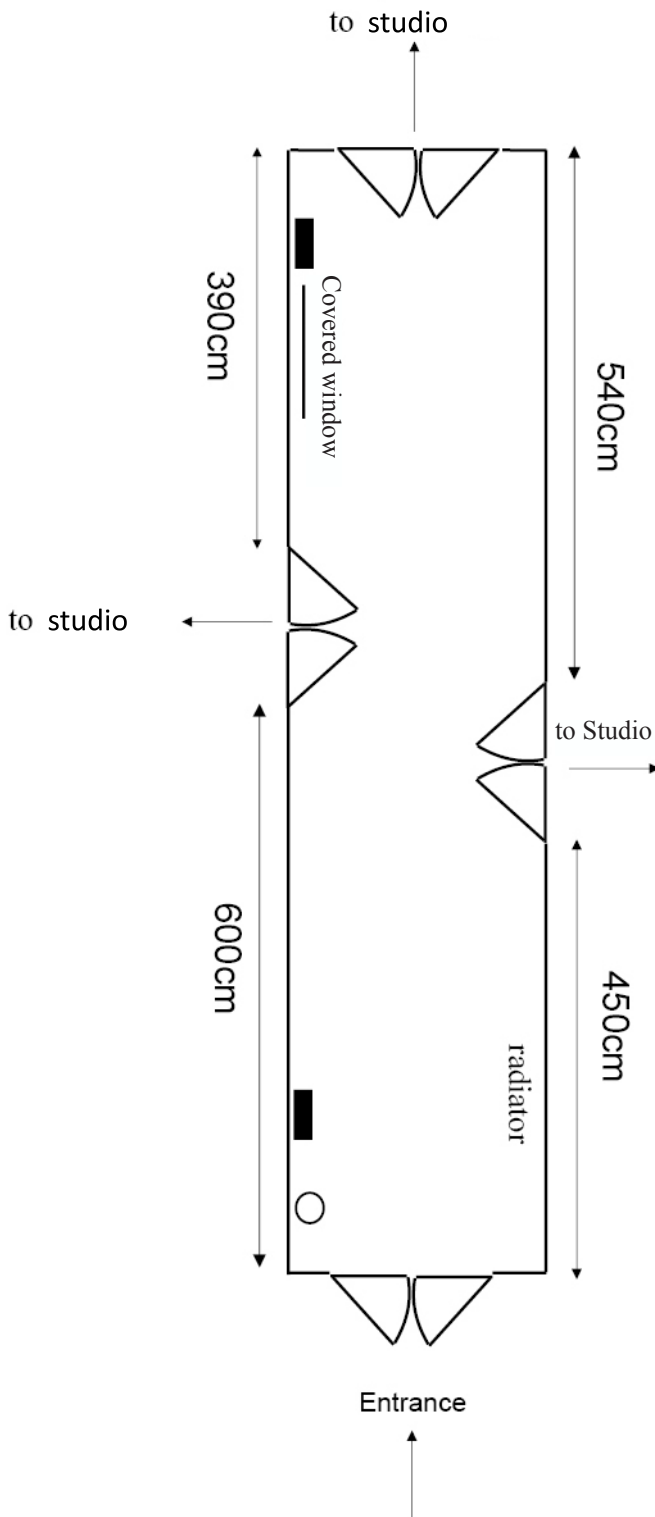 to studio
390cm
Covered window
540cm
to studio
to Studio
600cm
450cm
radiator
Entrance